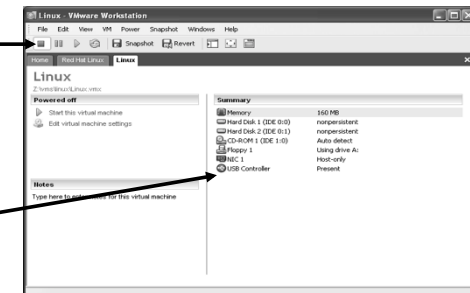 Linux - VMware Workstation
File Edit View VM Power Snapshot Windows Help
Snapshot Revert
Home Red Hat Linux Linux
Linux
Z:\vms\linux\Linux.vmx
Powered off
Start this virtual machine
Edit virtual machine settings
Notes
Type here to enter notes for this virtual machine
Summary
Memory 160 MB
Hard Disk 1 (IDE 0:0) nonpersistent
Hard Disk 2 (IDE 0:1) nonpersistent
CD-ROM 1 (IDE 1:0) Auto detect
Floppy 1 Using drive A:
NIC 1 Host-only
USB Controller Present